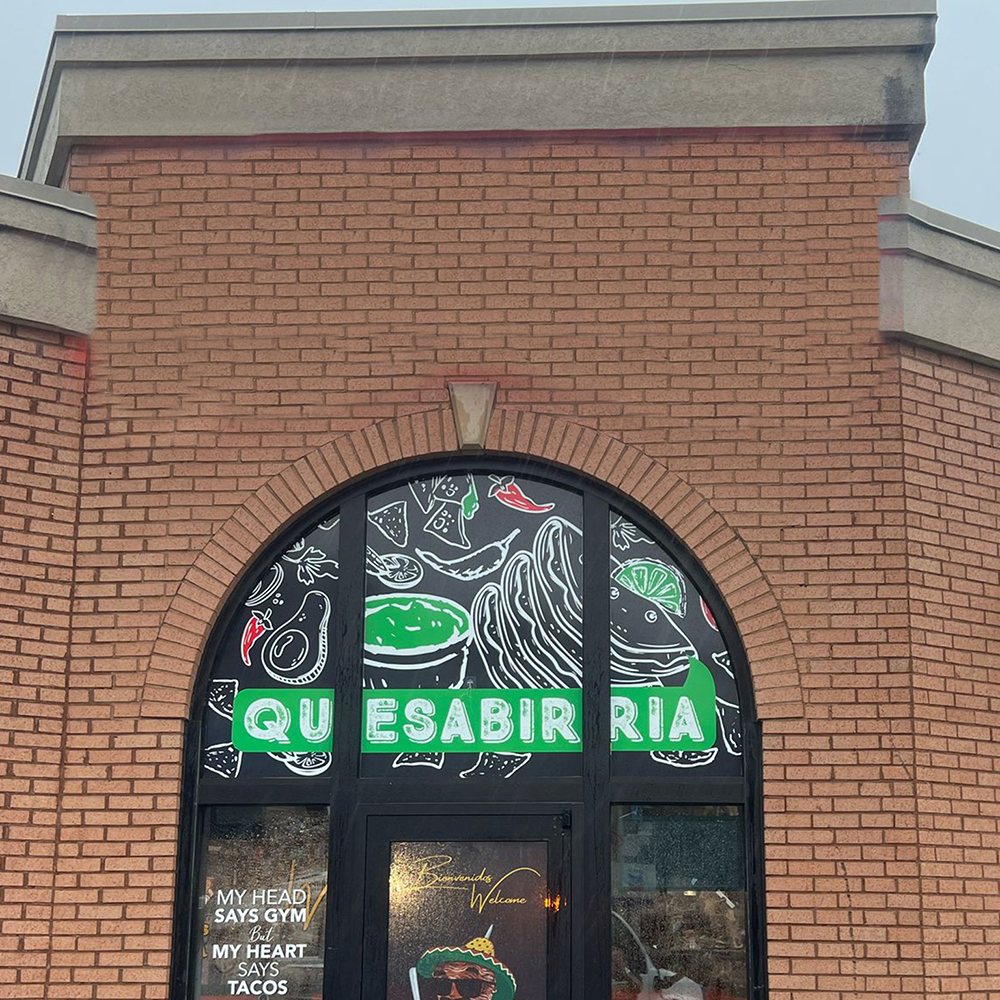 QUESABIRRIA
Bienvenidos
Welcome
MY HEAD
SAYS GYM
But
MY HEART
SAYS
TACOS